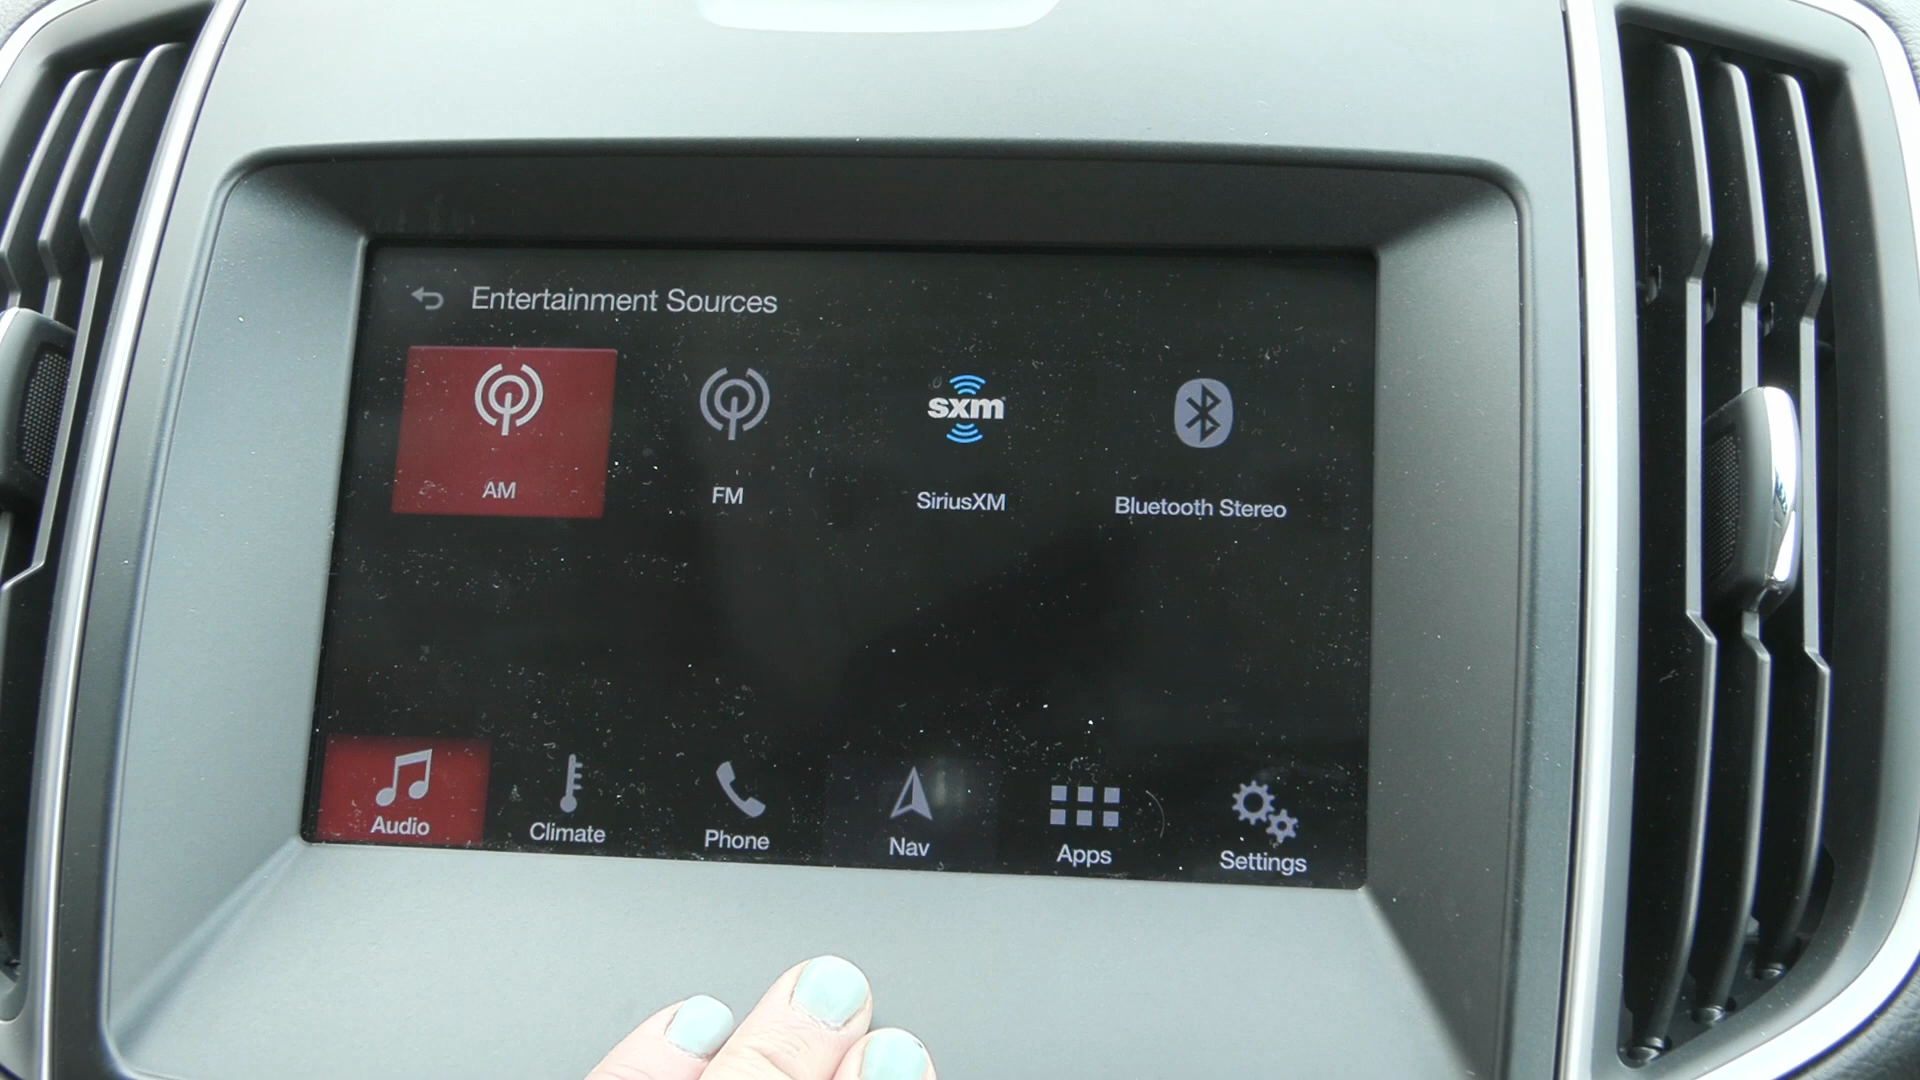 Entertainment Sources
sxm
AM
FM
SiriusXM
Bluetooth Stereo
Audio
Climate
Phone
Nav
Apps
Settings